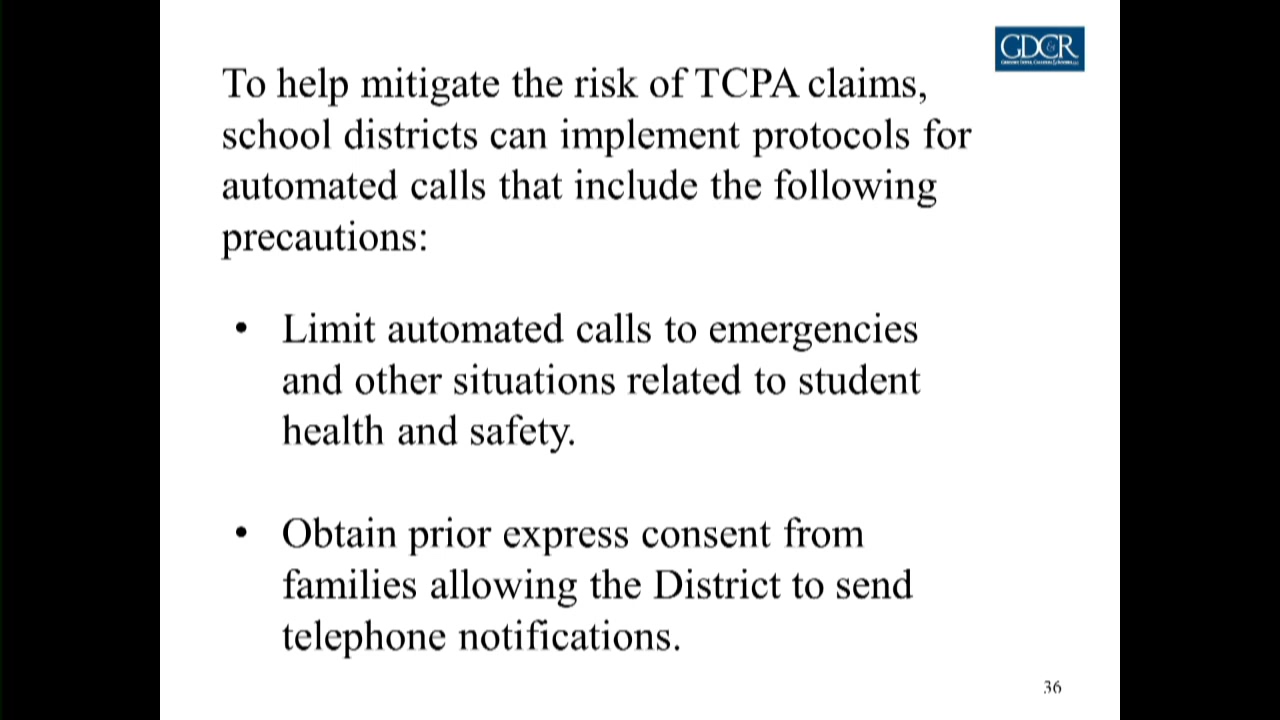 GDC&R
To help mitigate the risk of TCPA claims,
school districts can implement protocols for
automated calls that include the following
precautions:
• Limit automated calls to emergencies
and other situations related to student
health and safety.
• Obtain prior express consent from
families allowing the District to send
telephone notifications.
36